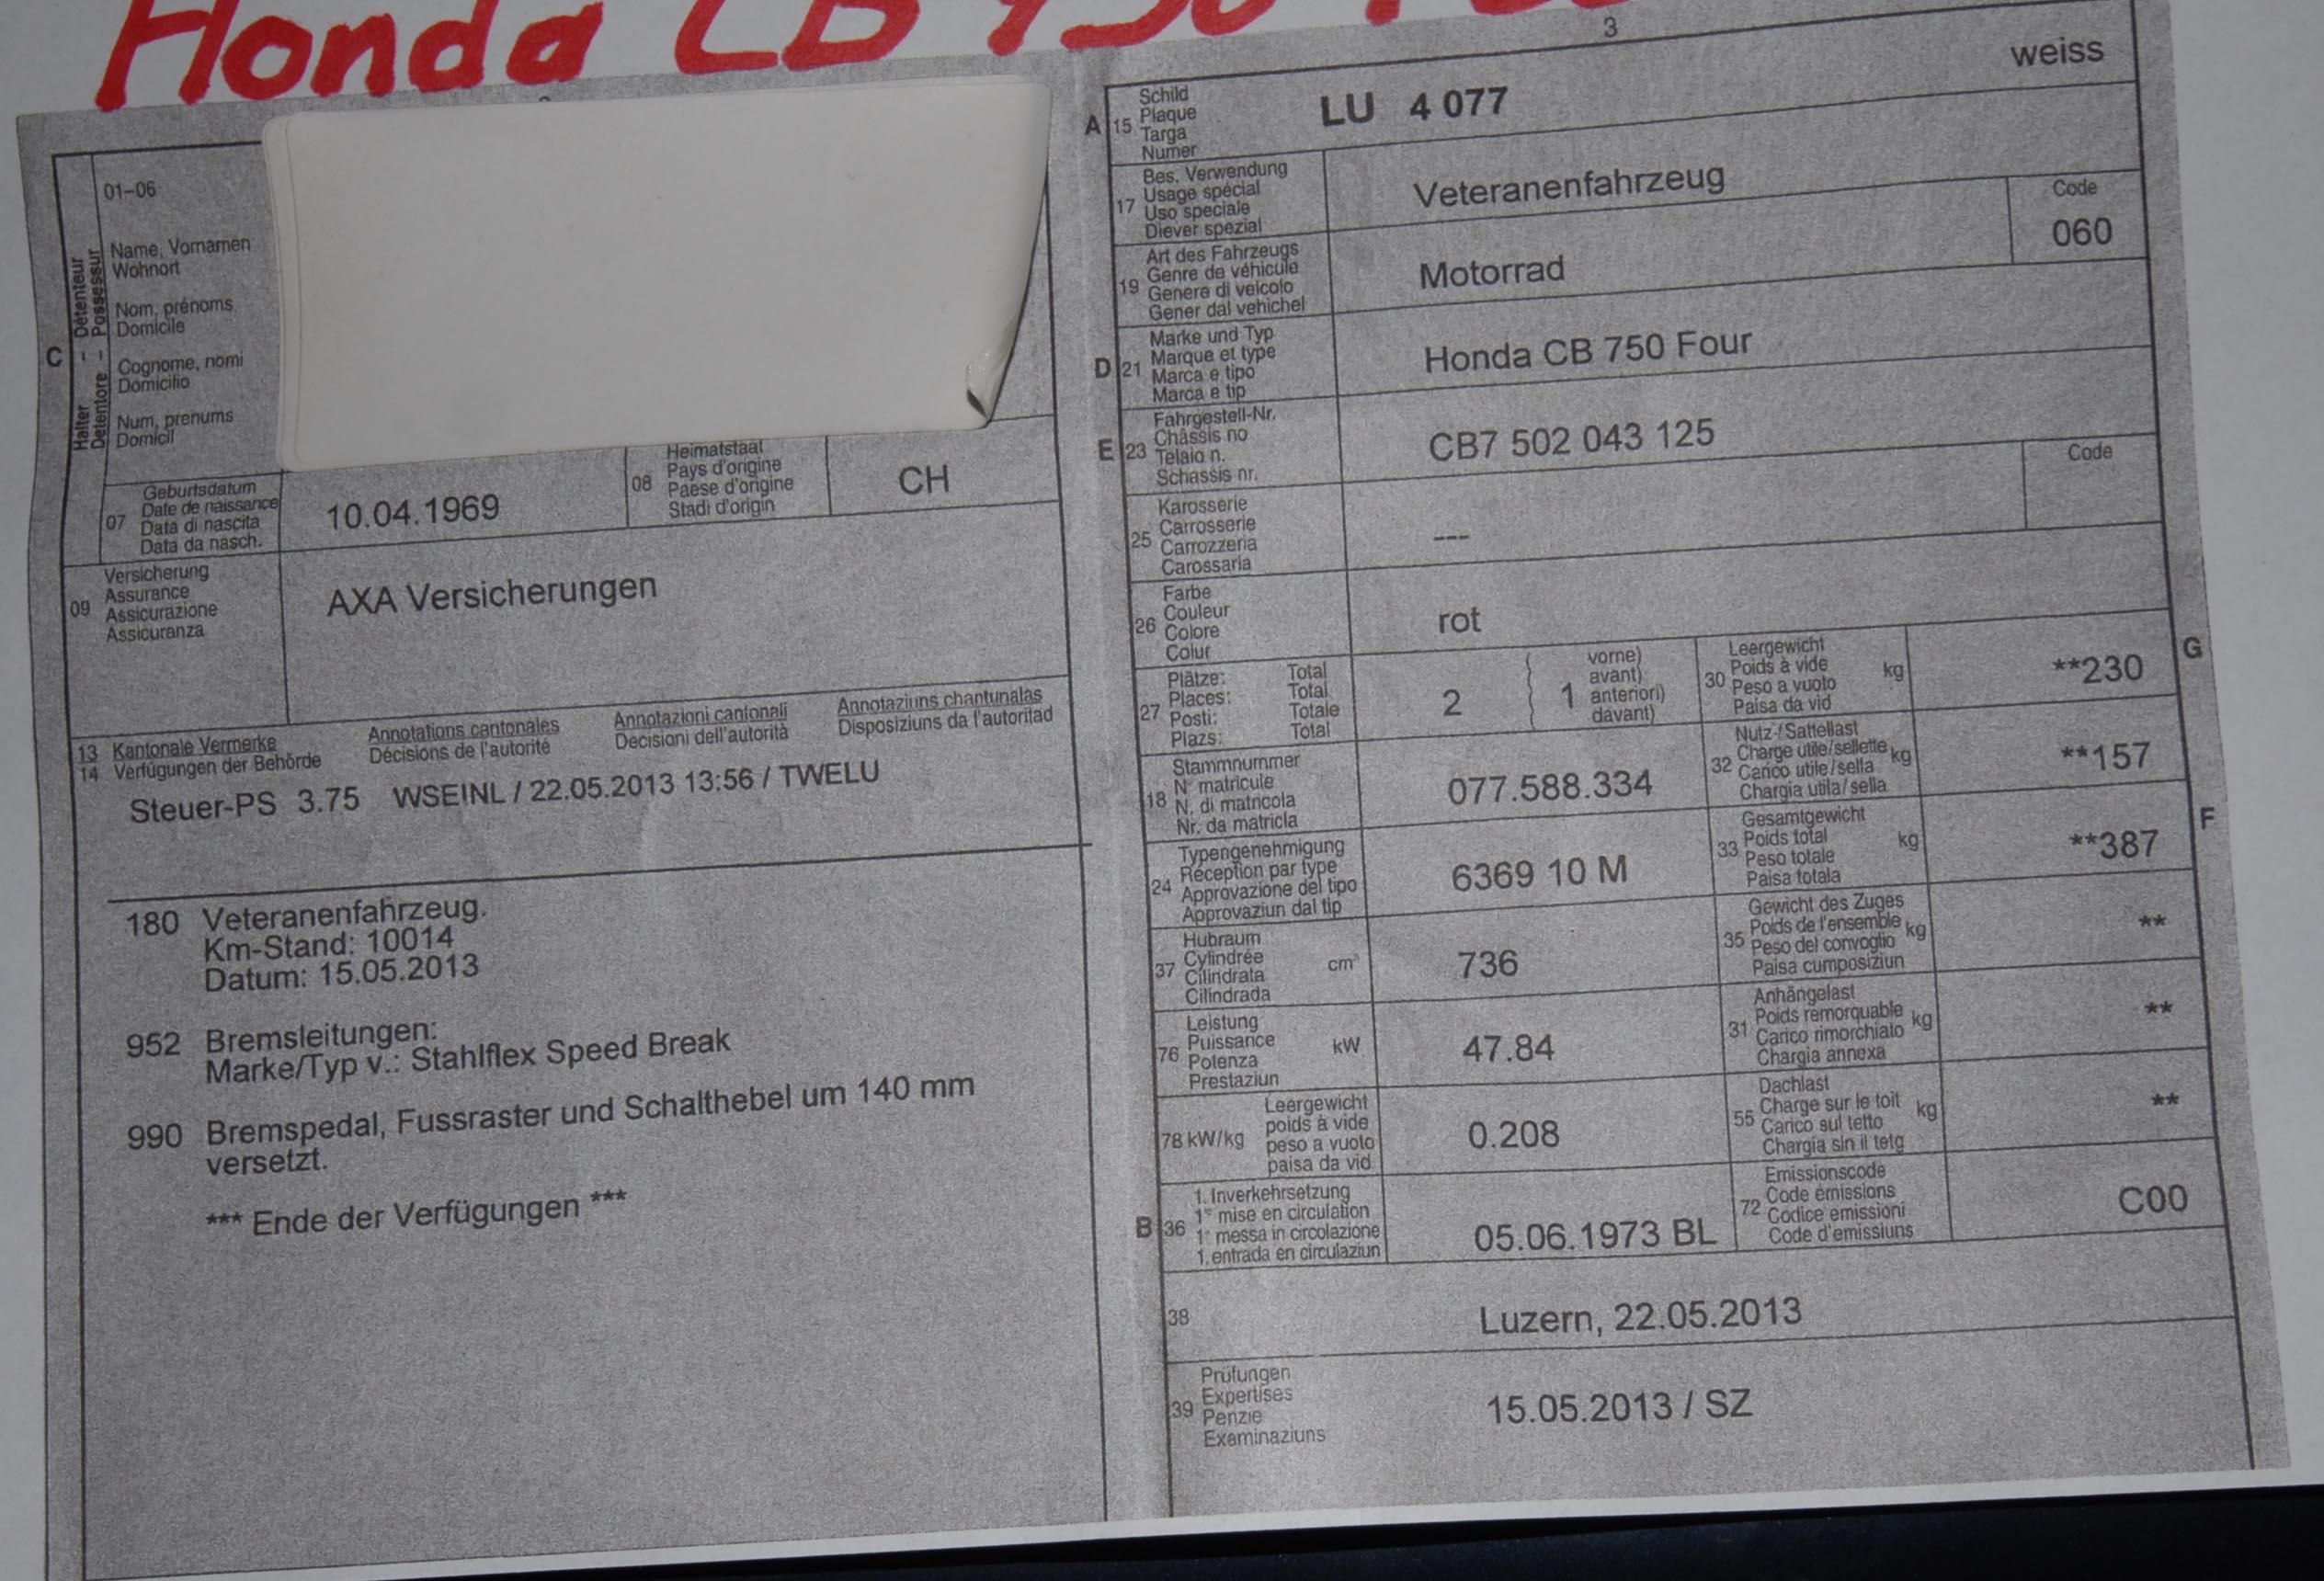 Honda CB 750
3
01–06
Halter – Détenteur
Detentore – Possessur
C
Name, Vornamen
Wohnort
Nom, prénoms
Domicile
Cognome, nomi
Domicilio
Num, prenums
Domicil
07
Geburtsdatum
Date de naissance
Data di nascita
Data da nasch.
10.04.1969
08
Heimatstaat
Pays d'origine
Paese d'origine
Stadi d'origin
CH
09
Versicherung
Assurance
Assicurazione
Assicuranza
AXA Versicherungen
13 Kantonale Vermerke Annotations cantonales Annotazioni cantonali Annotaziuns chantunalas
14 Verfügungen der Behörde Décisions de l'autorité Decisioni dell'autorità Disposiziuns da l'autoritad
Steuer-PS 3.75 WSEINL / 22.05.2013 13:56 / TWELU
180 Veteranenfahrzeug.
Km-Stand: 10014
Datum: 15.05.2013
952 Bremsleitungen:
Marke/Typ v.: Stahlflex Speed Break
990 Bremspedal, Fussraster und Schalthebel um 140 mm
versetzt.
*** Ende der Verfügungen ***
A 15
Schild
Plaque
Targa
Numer
LU 4 077
weiss
17
Bes. Verwendung
Usage spécial
Uso speciale
Diever spezial
Veteranenfahrzeug
19
Art des Fahrzeugs
Genre de véhicule
Genere di veicolo
Gener dal vehichel
Motorrad
Code
060
D 21
Marke und Typ
Marque et type
Marca e tipo
Marca e tip
Honda CB 750 Four
E 23
Fahrgestell-Nr.
Châssis no
Telaio n.
Schassis nr.
CB7 502 043 125
25
Karosserie
Carrosserie
Carrozzeria
Carossaria
---
Code
26
Farbe
Couleur
Colore
Colur
rot
27
Plätze: Total
Places: Total
Posti: Totale
Plazs: Total
2
1
vorne)
avant)
anteriori)
davant)
30
Leergewicht
Poids à vide kg
Peso a vuoto
Paisa da vid
**230
G
18
Stammnummer
N° matricule
N. di matricola
Nr. da matricla
077.588.334
32
Nutz-/Sattellast
Charge utile/sellette kg
Carico utile/sella
Chargia utila/sella
**157
24
Typengenehmigung
Réception par type
Approvazione del tipo
Approvaziun dal tip
6369 10 M
33
Gesamtgewicht
Poids total kg
Peso totale
Paisa totala
**387
F
37
Hubraum
Cylindrée
Cilindrata cm³
Cilindrada
736
35
Gewicht des Zuges
Poids de l'ensemble kg
Peso del convoglio
Paisa cumposiziun
**
76
Leistung
Puissance kW
Potenza
Prestaziun
47.84
31
Anhängelast
Poids remorquable kg
Carico rimorchiato
Chargia annexa
**
78 kW/kg
Leergewicht
poids à vide
peso a vuoto
paisa da vid
0.208
55
Dachlast
Charge sur le toit kg
Carico sul tetto
Chargia sin il tetg
**
B 36
1. Inverkehrsetzung
1re mise en circulation
1a messa in circolazione
1. entrada en circulaziun
05.06.1973 BL
72
Emissionscode
Code émissions
Codice emissioni
Code d'emissiuns
C00
38
Luzern, 22.05.2013
39
Prüfungen
Expertises
Perizie
Examinaziuns
15.05.2013 / SZ